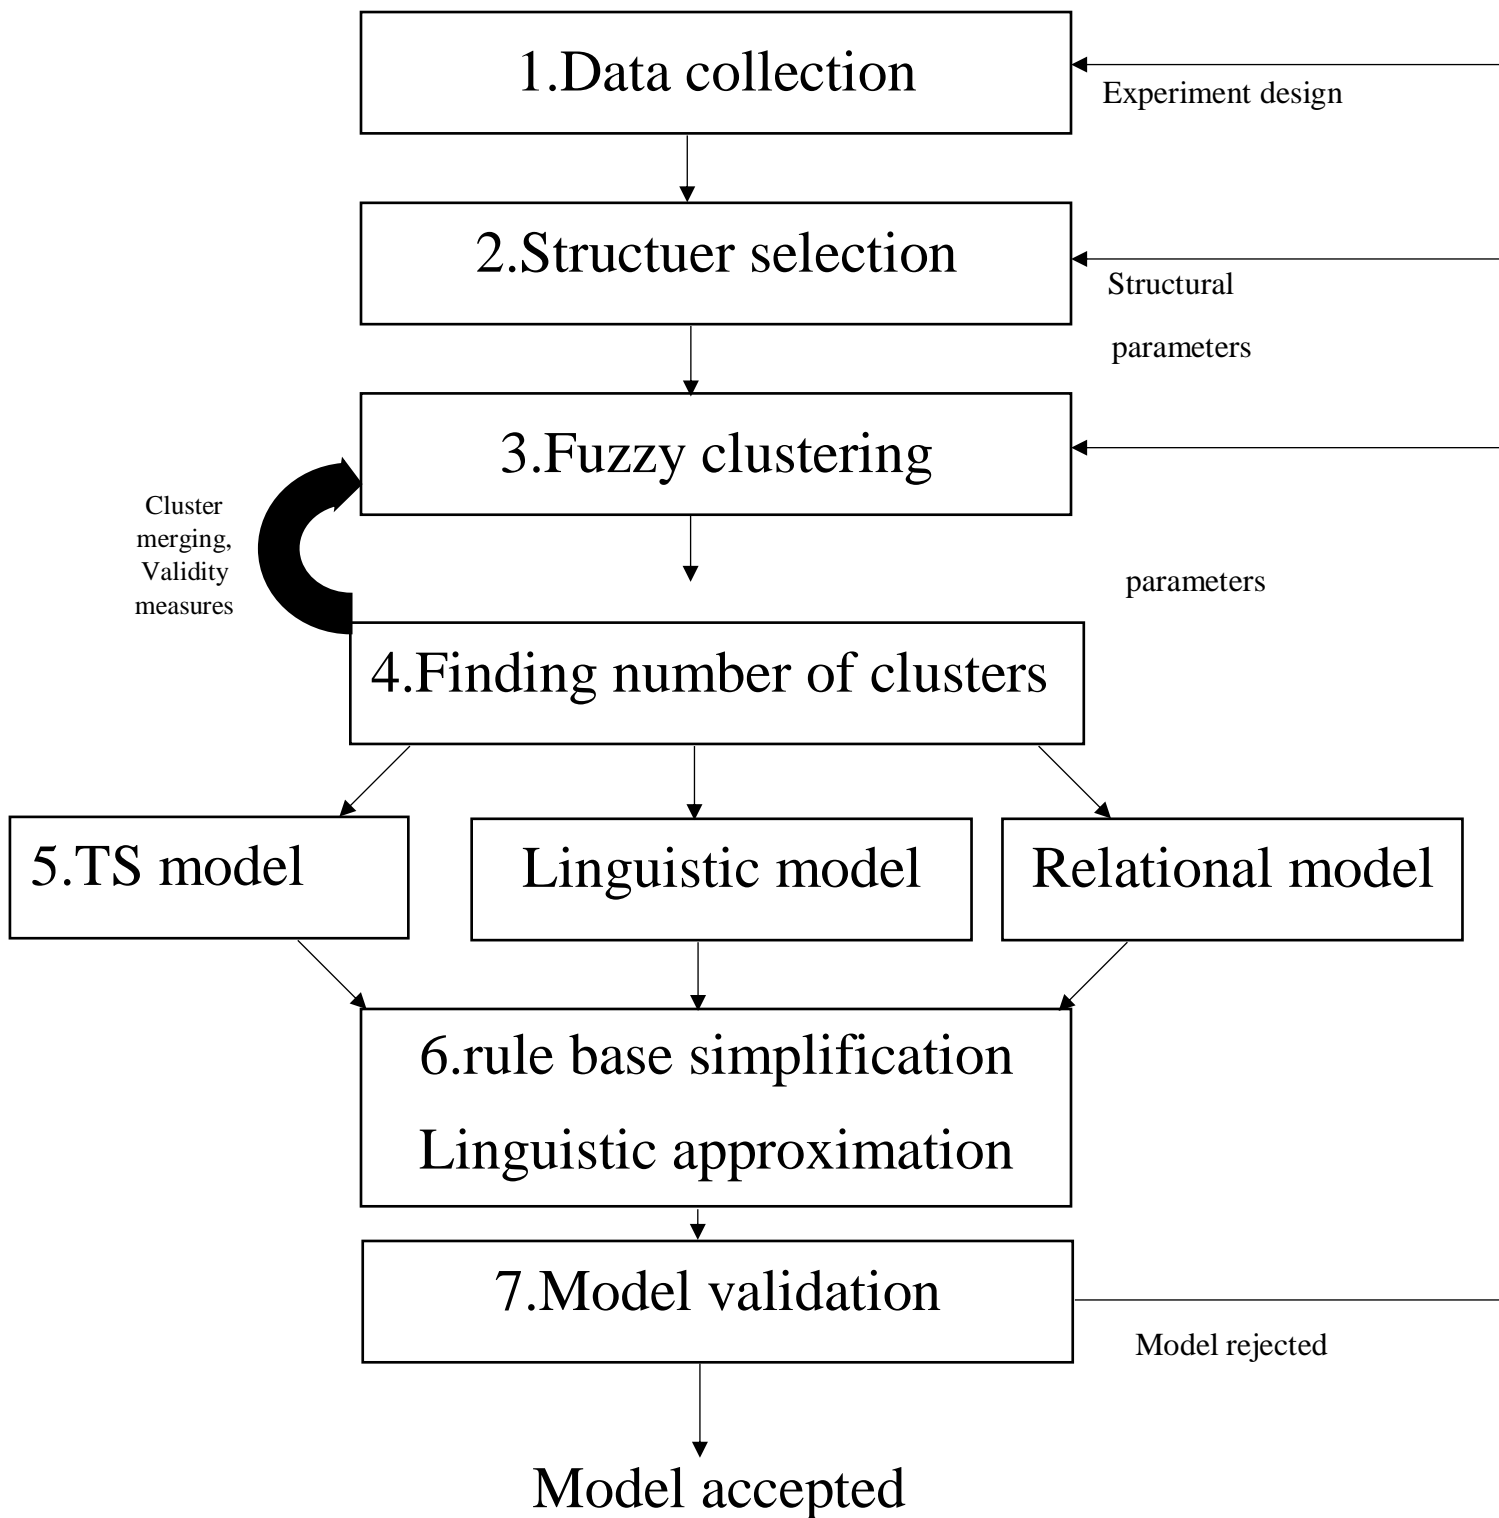 1.Data collection
Experiment design
2.Structuer selection
Structural
parameters
3.Fuzzy clustering
Cluster
merging,
Validity
measures
parameters
4.Finding number of clusters
5.TS model
Linguistic model
Relational model
6.rule base simplification
Linguistic approximation
7.Model validation
Model rejected
Model accepted